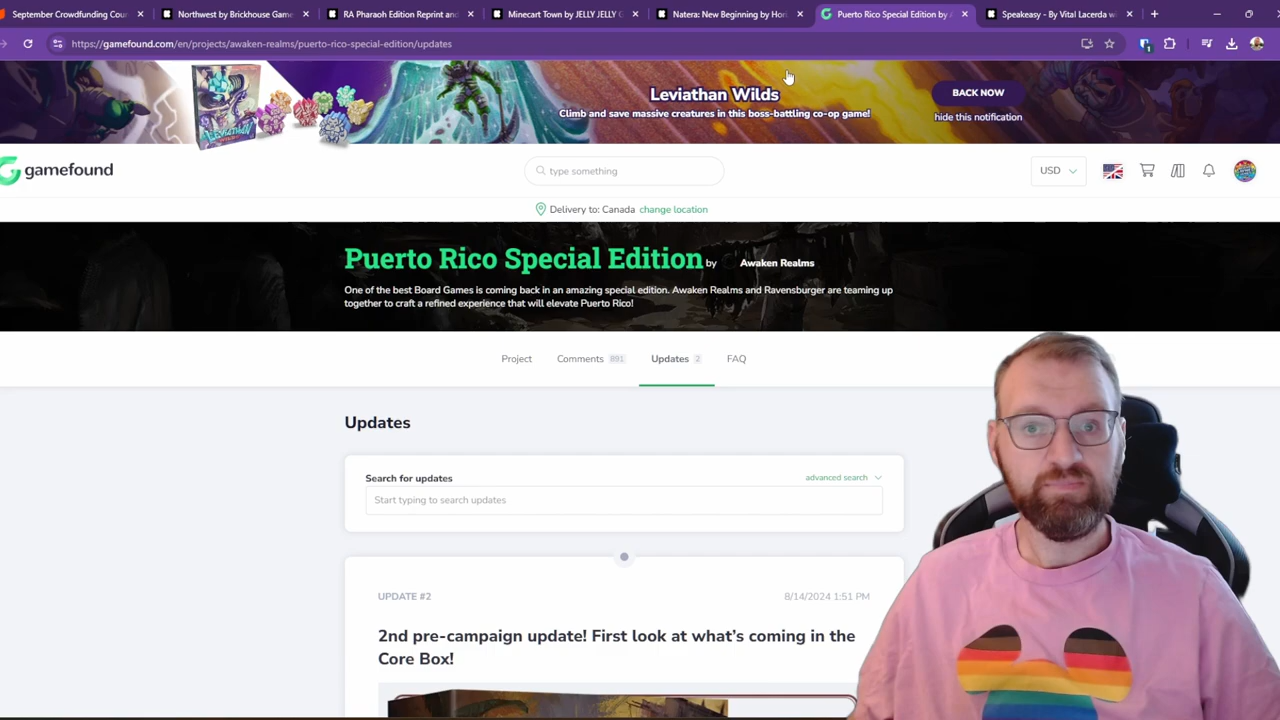 September Crowdfunding Cou
Northwest by Brickhouse Game
RA Pharaoh Edition Reprint and
Minecart Town by JELLY JELLY G
Natera: New Beginning by Hori
Puerto Rico Special Edition by A
Speakeasy - By Vital Lacerda wi
https://gamefound.com/en/projects/awaken-realms/puerto-rico-special-edition/updates
LEVIATHAN WILDS
Leviathan Wilds
Climb and save massive creatures in this boss-battling co-op game!
BACK NOW
hide this notification
gamefound
type something
USD
Delivery to: Canada change location
Puerto Rico Special Edition by Awaken Realms
One of the best Board Games is coming back in an amazing special edition. Awaken Realms and Ravensburger are teaming up
together to craft a refined experience that will elevate Puerto Rico!
Project
Comments 891
Updates 2
FAQ
Updates
Search for updates
advanced search
Start typing to search updates
UPDATE #2
8/14/2024 1:51 PM
2nd pre-campaign update! First look at what's coming in the
Core Box!